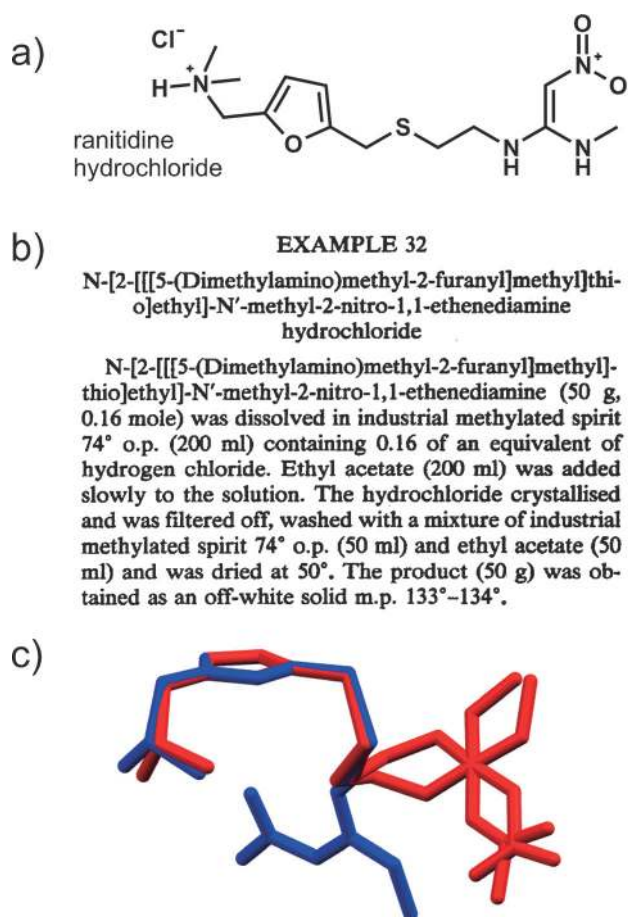 a)
Cl−
H
N
+
O
S
N
H
N
H
N
+
O
O
ranitidine
hydrochloride
b)
EXAMPLE 32
N-[2-[[[5-(Dimethylamino)methyl-2-furanyl]methyl]thi-
o]ethyl]-N′-methyl-2-nitro-1,1-ethenediamine
hydrochloride
N-[2-[[[5-(Dimethylamino)methyl-2-furanyl]methyl]-
thio]ethyl]-N′-methyl-2-nitro-1,1-ethenediamine (50 g,
0.16 mole) was dissolved in industrial methylated spirit
74° o.p. (200 ml) containing 0.16 of an equivalent of
hydrogen chloride. Ethyl acetate (200 ml) was added
slowly to the solution. The hydrochloride crystallised
and was filtered off, washed with a mixture of industrial
methylated spirit 74° o.p. (50 ml) and ethyl acetate (50
ml) and was dried at 50°. The product (50 g) was ob-
tained as an off-white solid m.p. 133°–134°.
c)